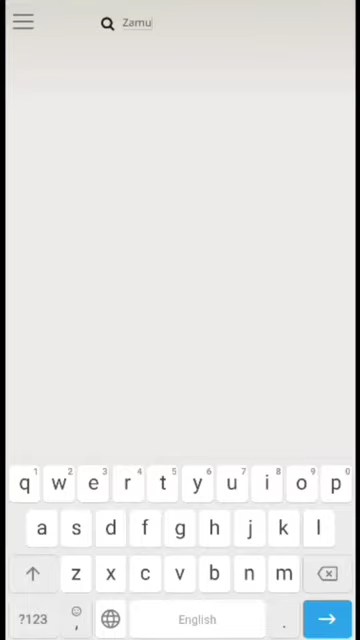 Zamu
1 2 3 4 5 6 7 8 9 0
q w e r t y u i o p
a s d f g h j k l
z x c v b n m
?123 , English .